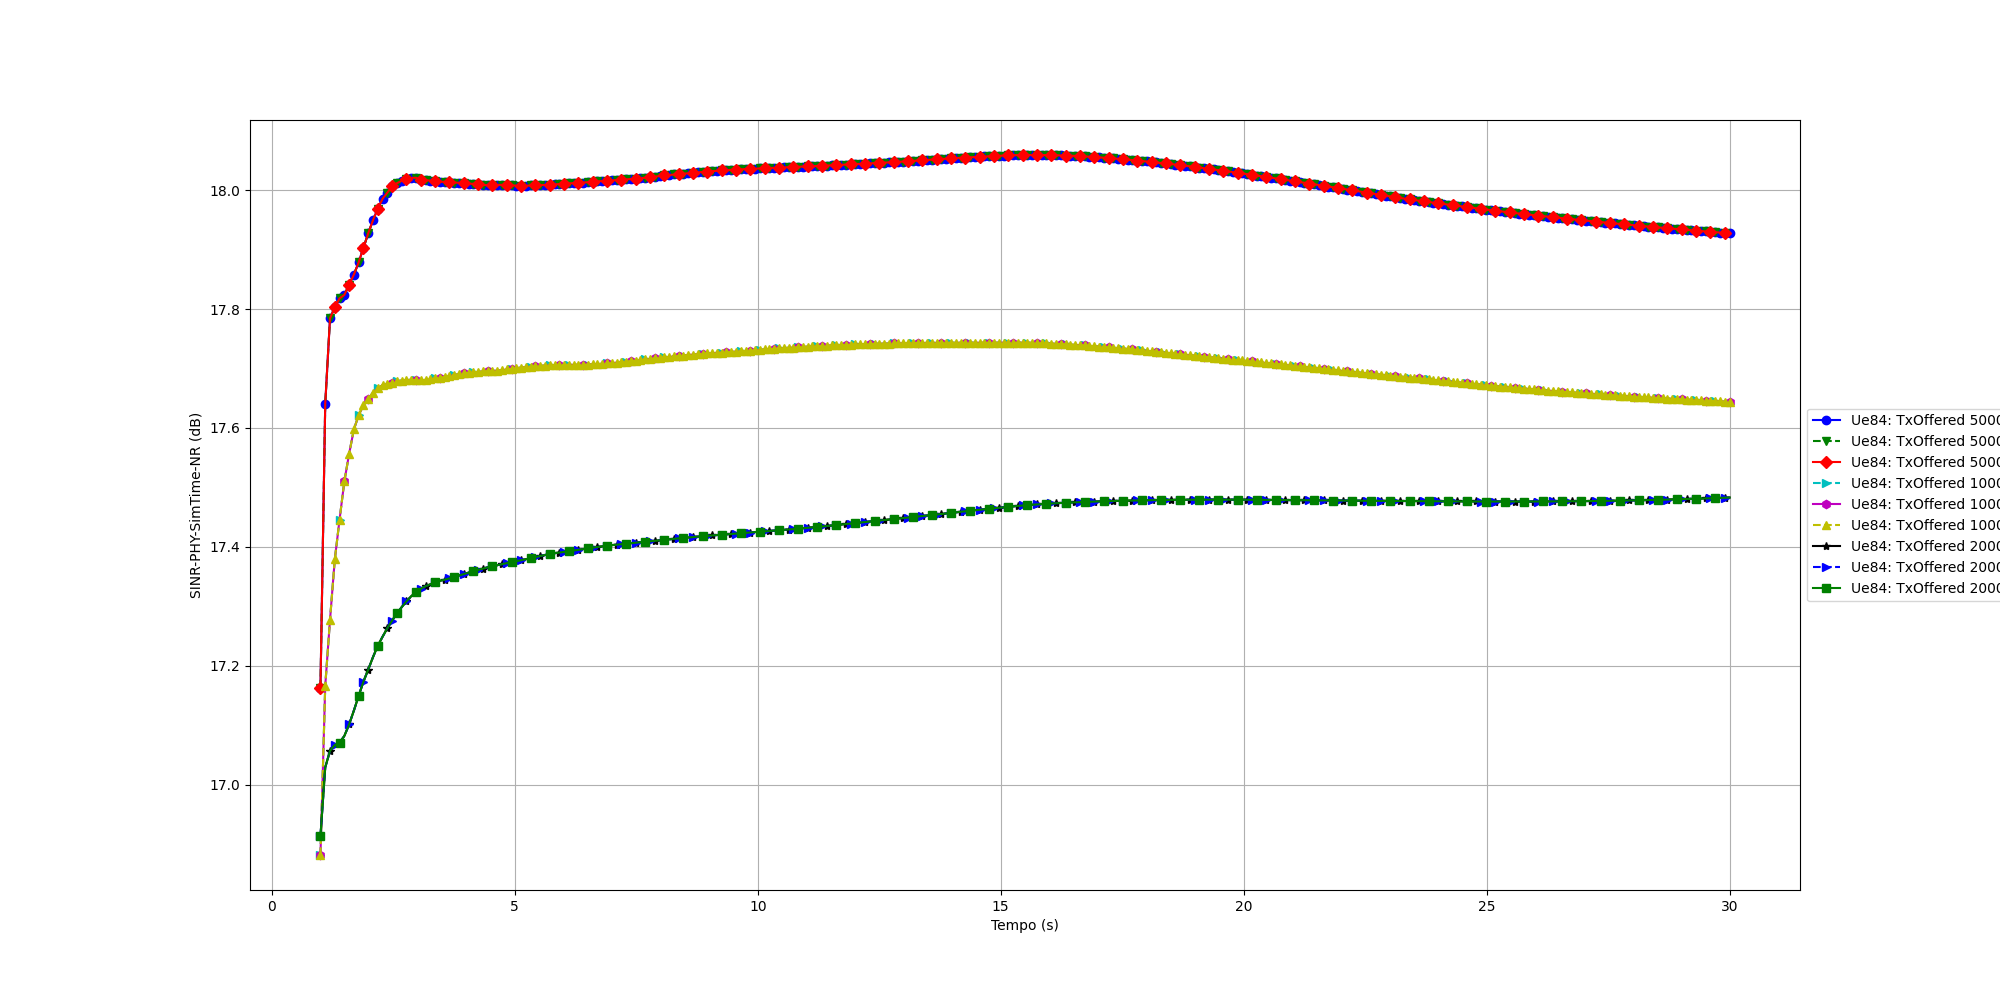 18.0
17.8
17.6
17.4
17.2
17.0
SINR-PHY-SimTime-NR (dB)
0 5 10 15 20 25 30
Tempo (s)
Ue84: TxOffered 5000
Ue84: TxOffered 5000
Ue84: TxOffered 5000
Ue84: TxOffered 1000
Ue84: TxOffered 1000
Ue84: TxOffered 1000
Ue84: TxOffered 2000
Ue84: TxOffered 2000
Ue84: TxOffered 2000